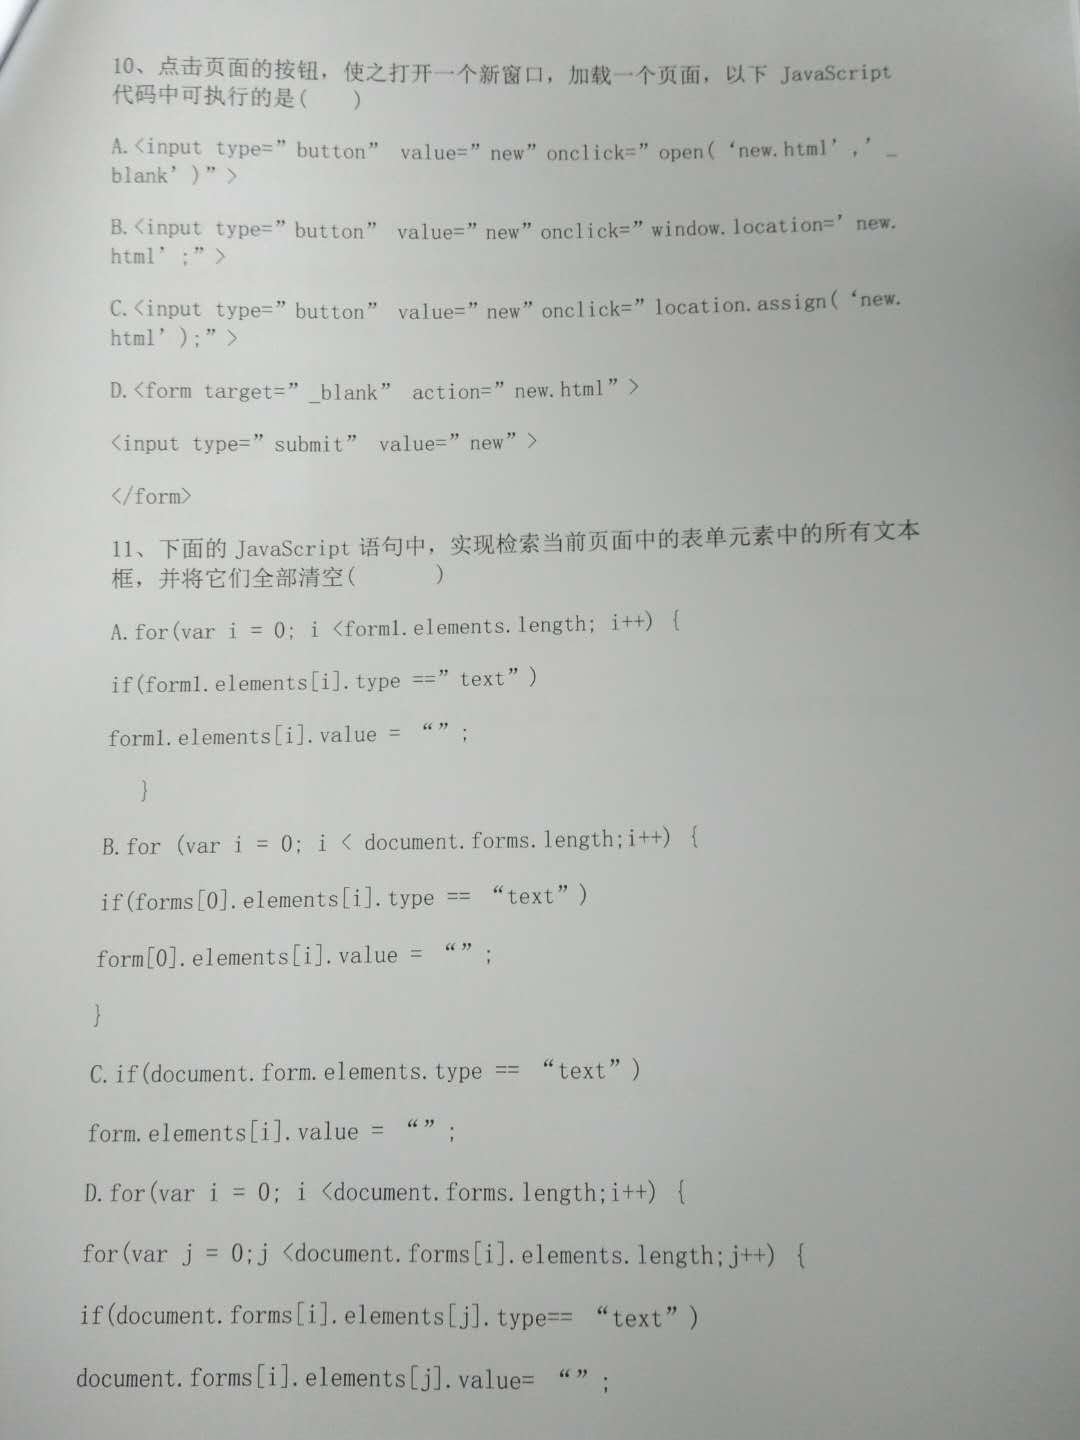 10、点击页面的按钮，使之打开一个新窗口，加载一个页面，以下 JavaScript
代码中可执行的是(    )
A.<input type=”button” value=”new”onclick=”open(‘new.html’,’_
blank’)”>
B.<input type=”button” value=”new”onclick=”window.location=’new.
html’;”>
C.<input type=”button” value=”new”onclick=”location.assign(‘new.
html’);”>
D.<form target=”_blank” action=”new.html”>
<input type=”submit” value=”new”>
</form>
11、下面的 JavaScript 语句中，实现检索当前页面中的表单元素中的所有文本
框，并将它们全部清空(      )
A.for(var i = 0; i <form1.elements.length; i++) {
if(form1.elements[i].type ==”text”)
form1.elements[i].value = “”;
}
B.for (var i = 0; i < document.forms.length;i++) {
if(forms[0].elements[i].type == “text”)
form[0].elements[i].value = “”;
}
C.if(document.form.elements.type == “text”)
form.elements[i].value = “”;
D.for(var i = 0; i <document.forms.length;i++) {
for(var j = 0;j <document.forms[i].elements.length;j++) {
if(document.forms[i].elements[j].type== “text”)
document.forms[i].elements[j].value= “”;